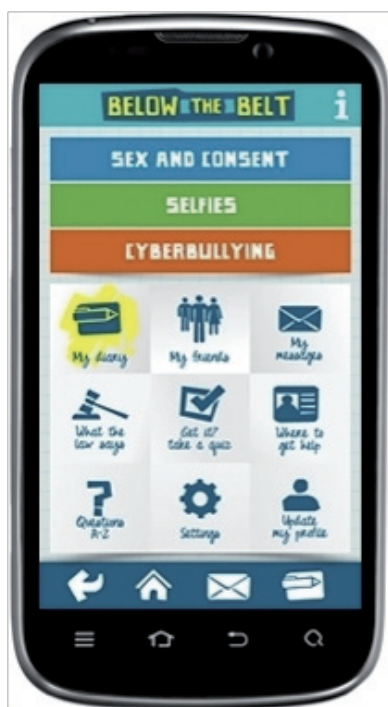 BELOW THE BELT
i
SEX AND CONSENT
SELFIES
CYBERBULLYING
My diary
My friends
My messages
What the law says
Get it? take a quiz
Where to get help
Questions A-Z
Settings
Update my profile